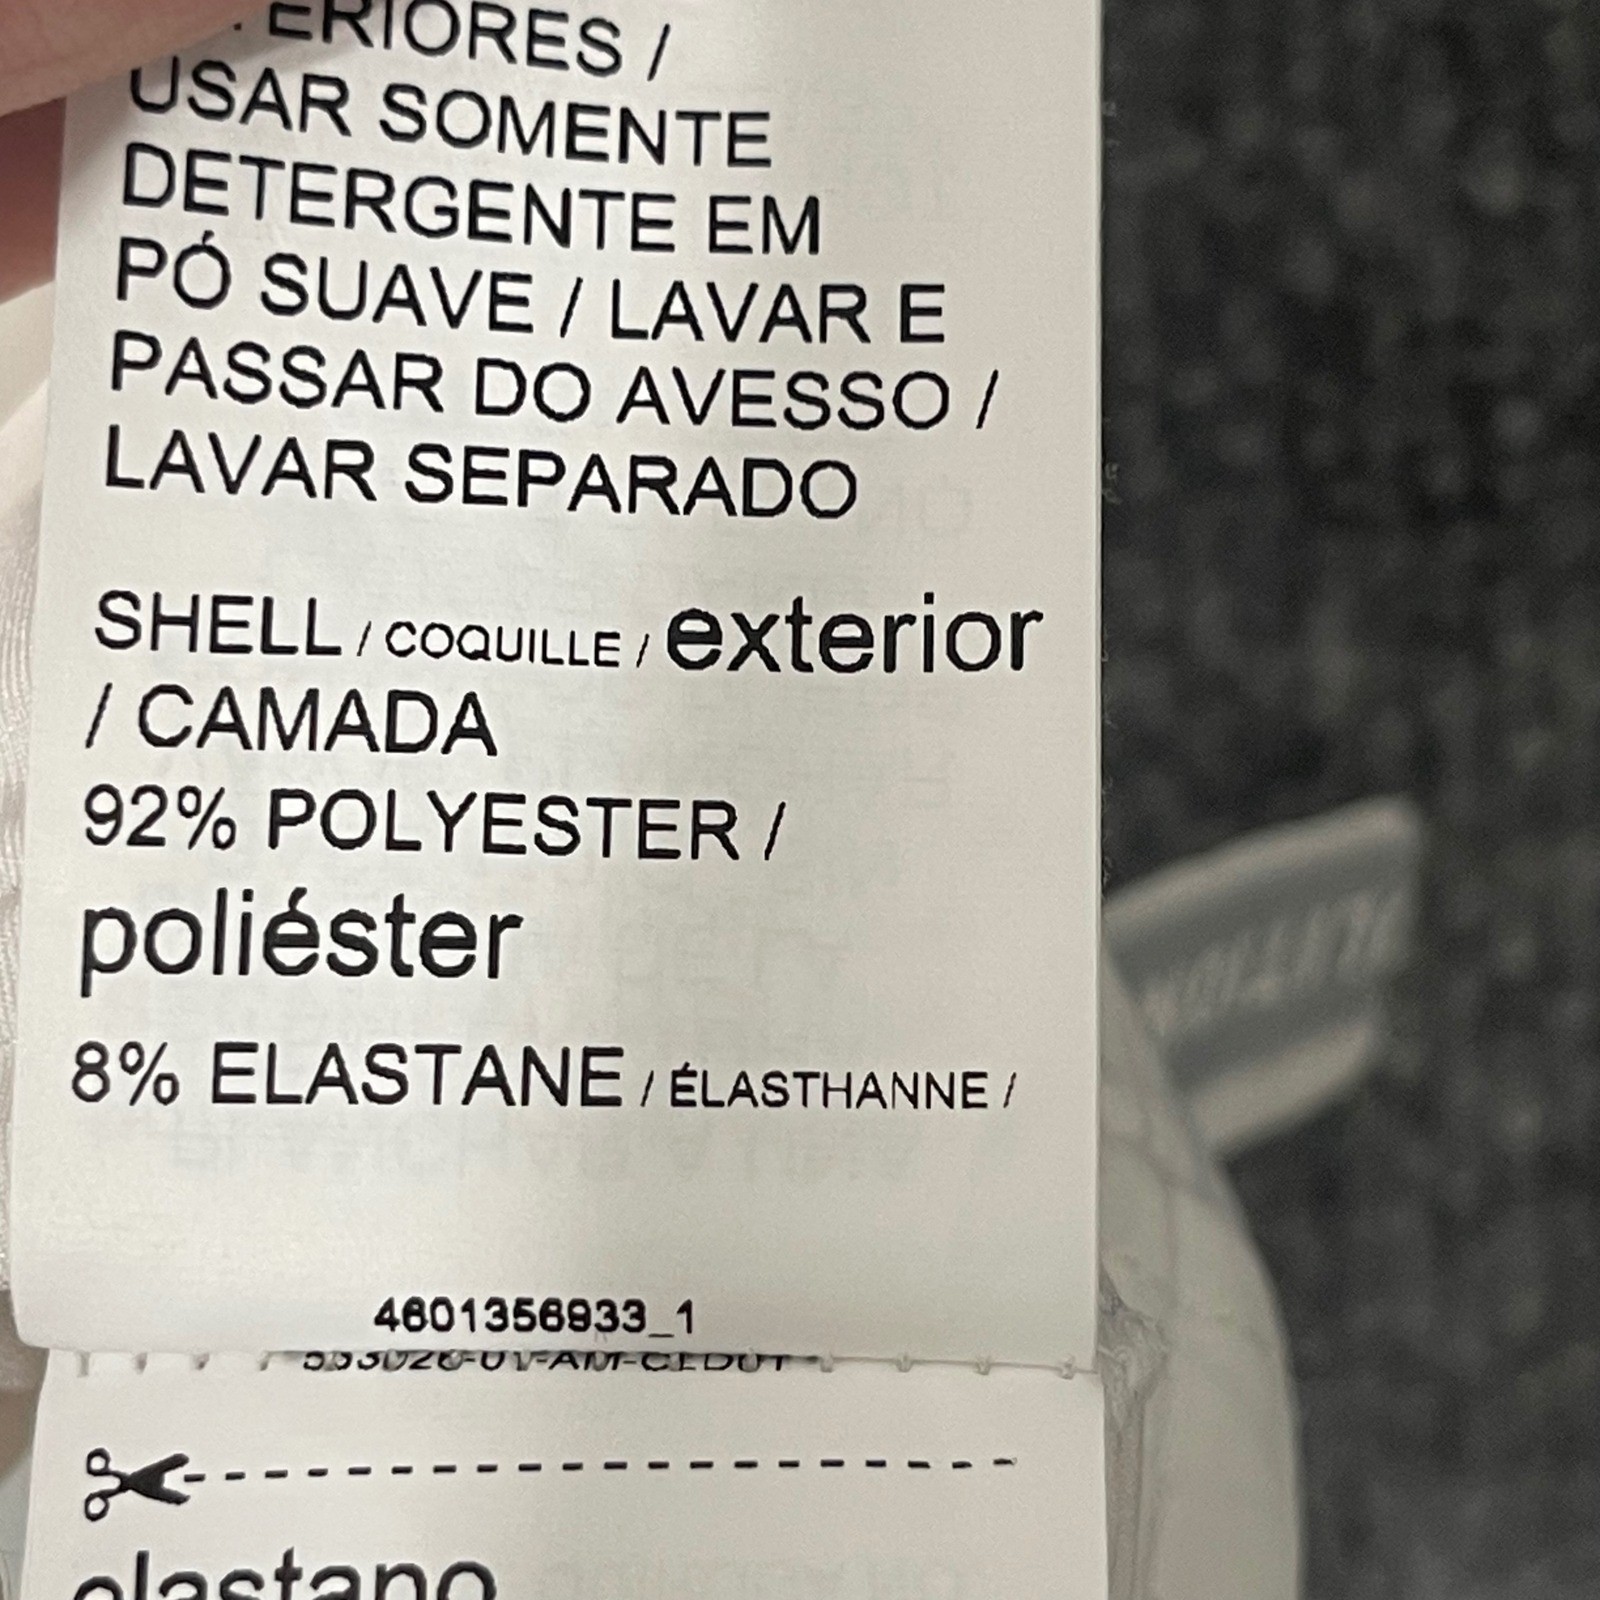 USAR SOMENTE
DETERGENTE EM
PÓ SUAVE / LAVAR E
PASSAR DO AVESSO /
LAVAR SEPARADO
SHELL / COQUILLE / exterior
/ CAMADA
92% POLYESTER /
poliéster
8% ELASTANE / ÉLASTHANNE /
4601356933_1
elastano